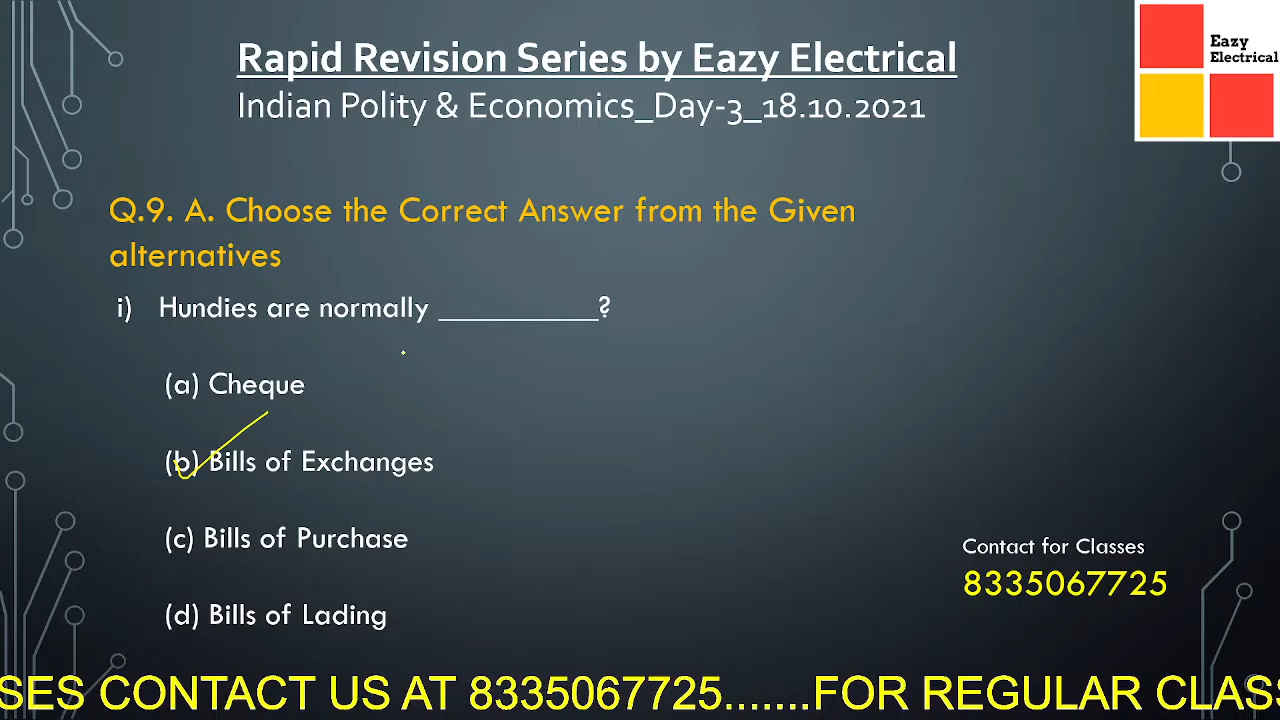 Rapid Revision Series by Eazy Electrical
Indian Polity & Economics_Day-3_18.10.2021
Eazy
Electrical
Q.9. A. Choose the Correct Answer from the Given
alternatives
i) Hundies are normally ___________?
(a) Cheque
(b) Bills of Exchanges
(c) Bills of Purchase
(d) Bills of Lading
Contact for Classes
8335067725
SES CONTACT US AT 8335067725.......FOR REGULAR CLAS